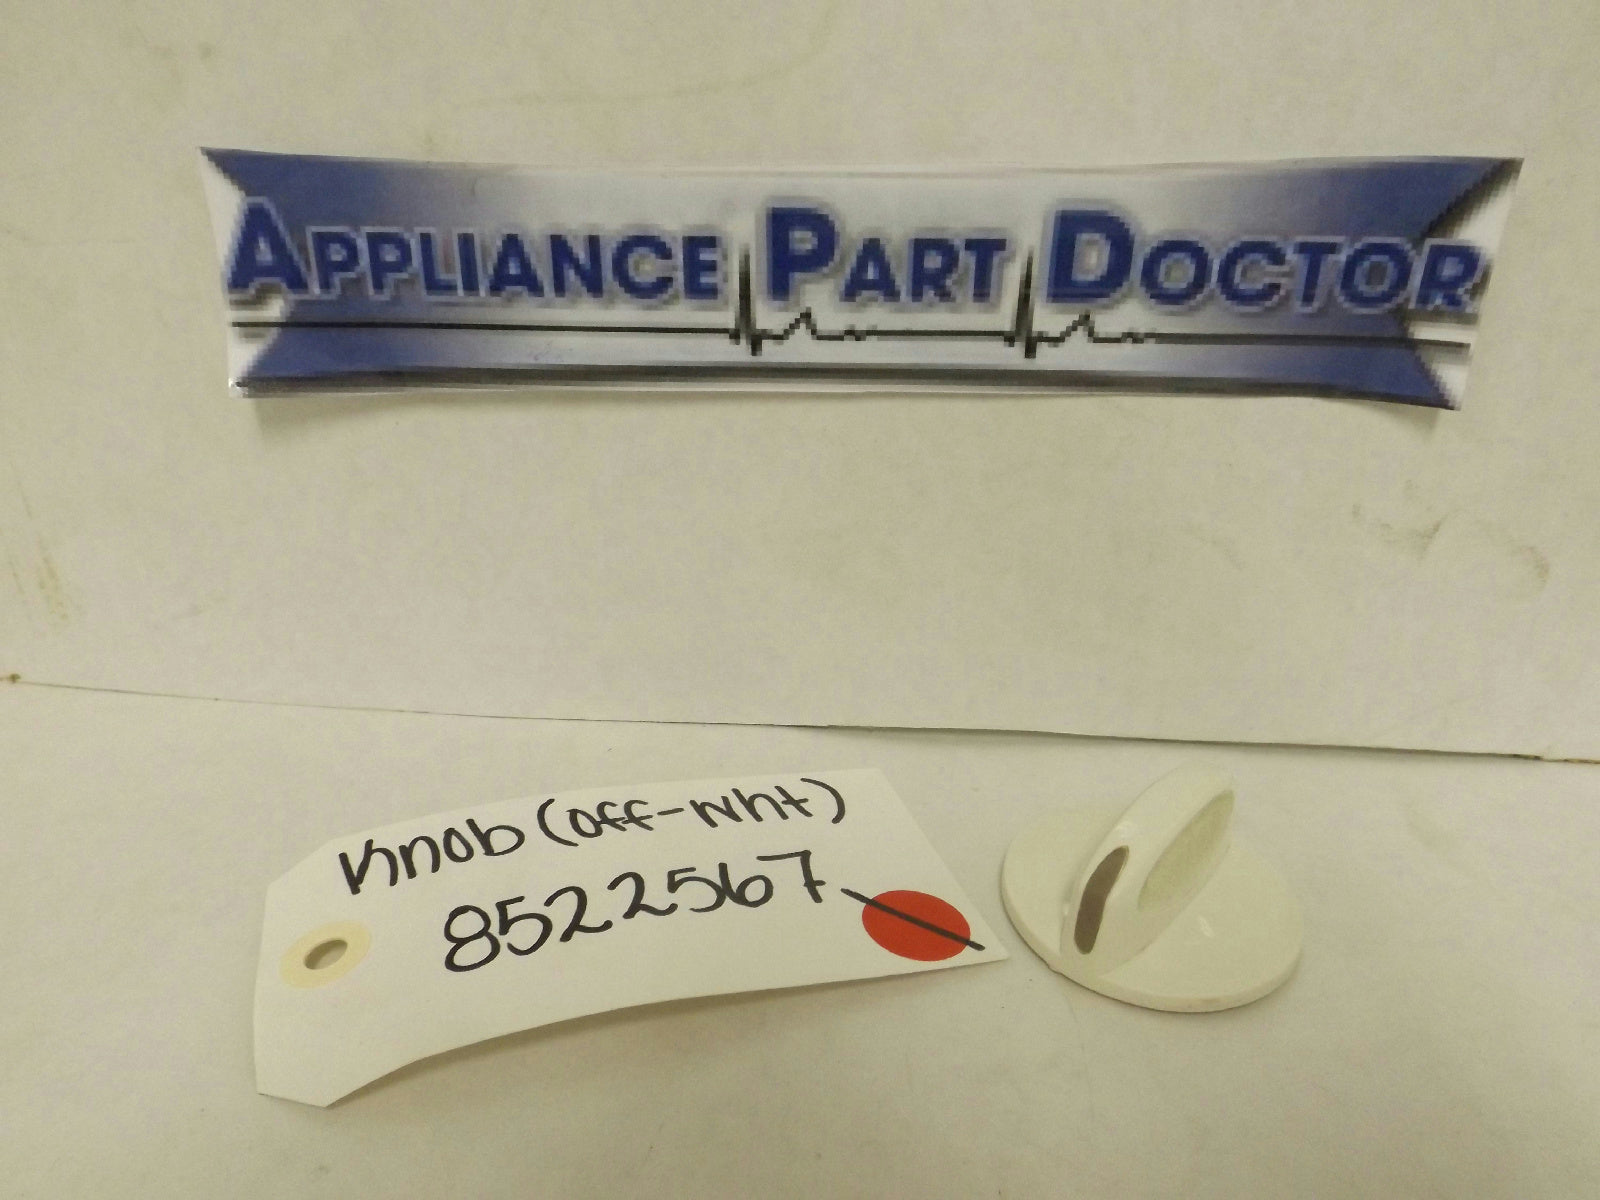 APPLIANCE PART DOCTOR
Knob (off-wht)
8522567